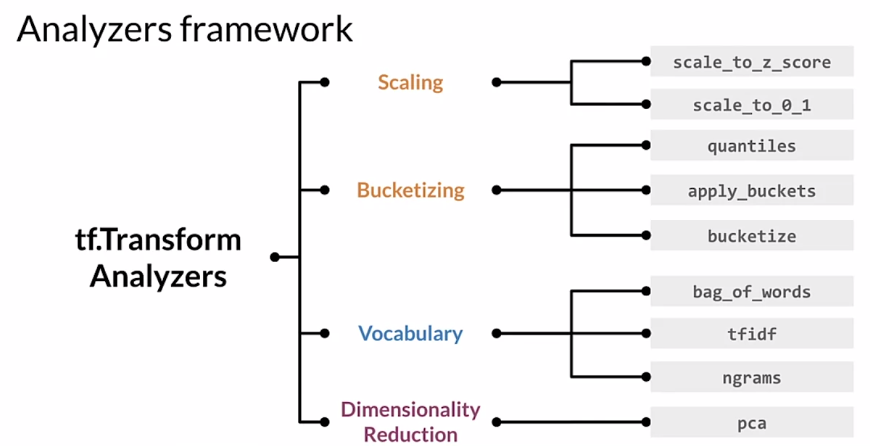 Analyzers framework
tf.Transform
Analyzers
Scaling
scale_to_z_score
scale_to_0_1
Bucketizing
quantiles
apply_buckets
bucketize
Vocabulary
bag_of_words
tfidf
ngrams
Dimensionality
Reduction
pca